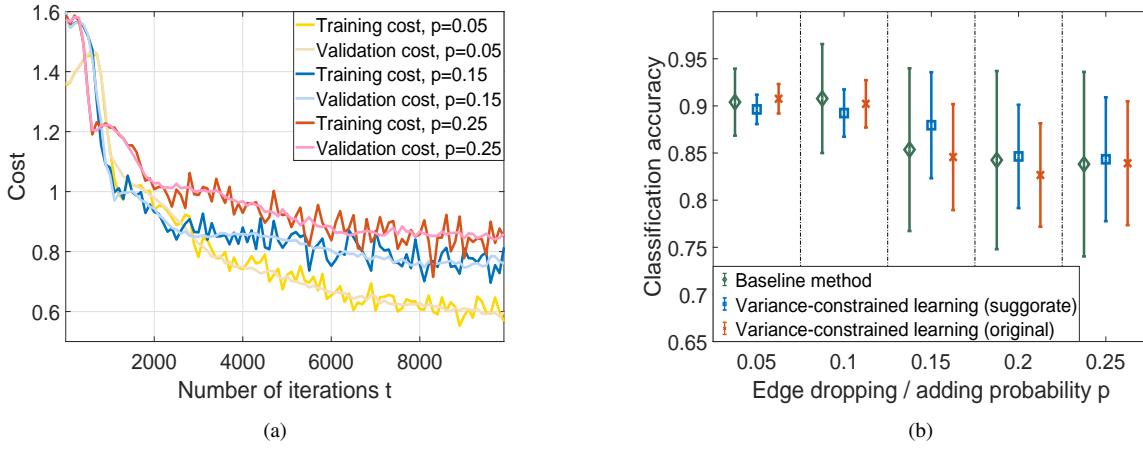 1.6
1.4
1.2
1
0.8
0.6
Cost
2000
4000
6000
8000
Number of iterations t
Training cost, p=0.05
Validation cost, p=0.05
Training cost, p=0.15
Validation cost, p=0.15
Training cost, p=0.25
Validation cost, p=0.25
(a)
0.95
0.9
0.85
0.8
0.75
0.7
0.65
Classification accuracy
Baseline method
Variance-constrained learning (suggorate)
Variance-constrained learning (original)
0.05
0.1
0.15
0.2
0.25
Edge dropping / adding probability p
(b)